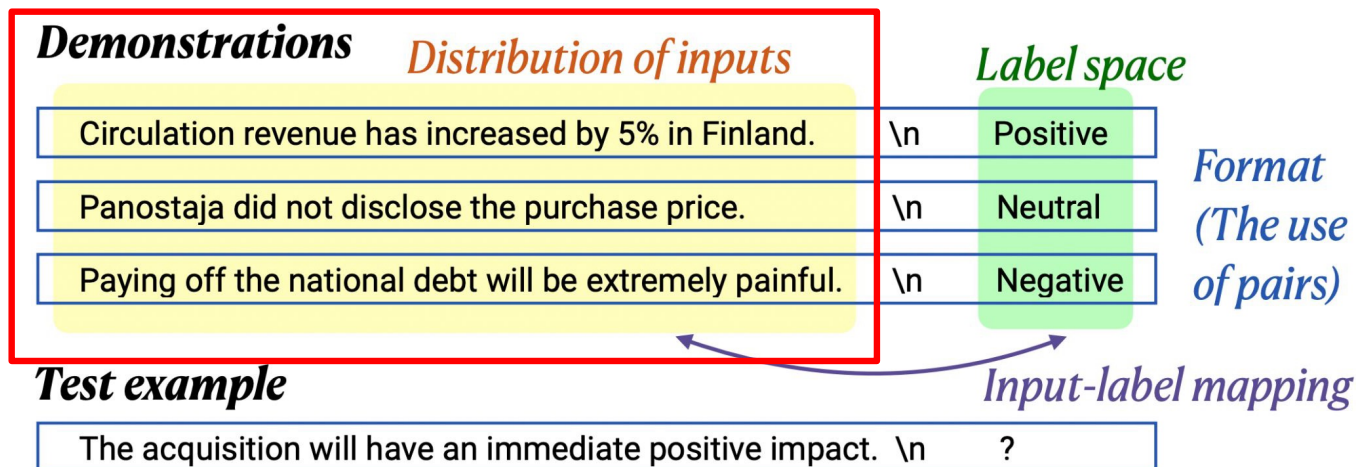 Demonstrations
Distribution of inputs
Label space
Circulation revenue has increased by 5% in Finland. \n Positive
Panostaja did not disclose the purchase price. \n Neutral
Paying off the national debt will be extremely painful. \n Negative
Format
(The use
of pairs)
Test example
Input-label mapping
The acquisition will have an immediate positive impact. \n ?